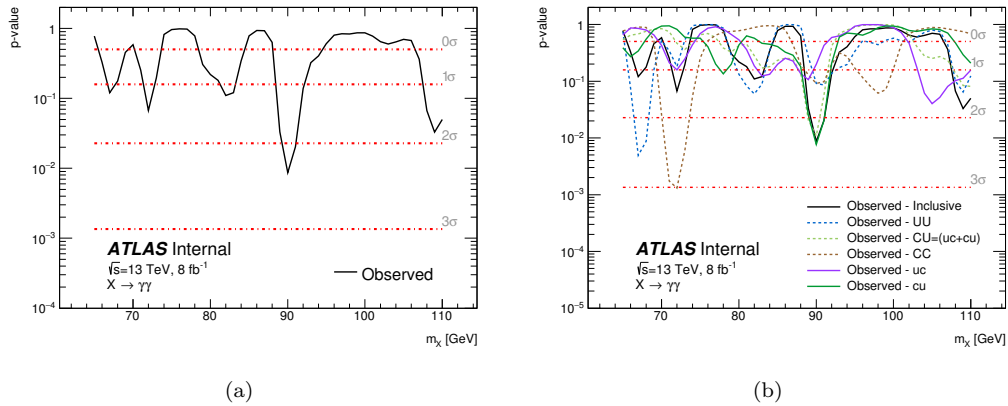 p-value
1
10⁻¹
10⁻²
10⁻³
10⁻⁴
0σ
1σ
2σ
3σ
ATLAS Internal
√s=13 TeV, 8 fb⁻¹
X → γγ
Observed
70 80 90 100 110
m_X [GeV]
(a)
p-value
1
10⁻¹
10⁻²
10⁻³
10⁻⁴
10⁻⁵
0σ
1σ
2σ
3σ
ATLAS Internal
√s=13 TeV, 8 fb⁻¹
X → γγ
Observed - Inclusive
Observed - UU
Observed - CU=(uc+cu)
Observed - CC
Observed - uc
Observed - cu
70 80 90 100 110
m_X [GeV]
(b)